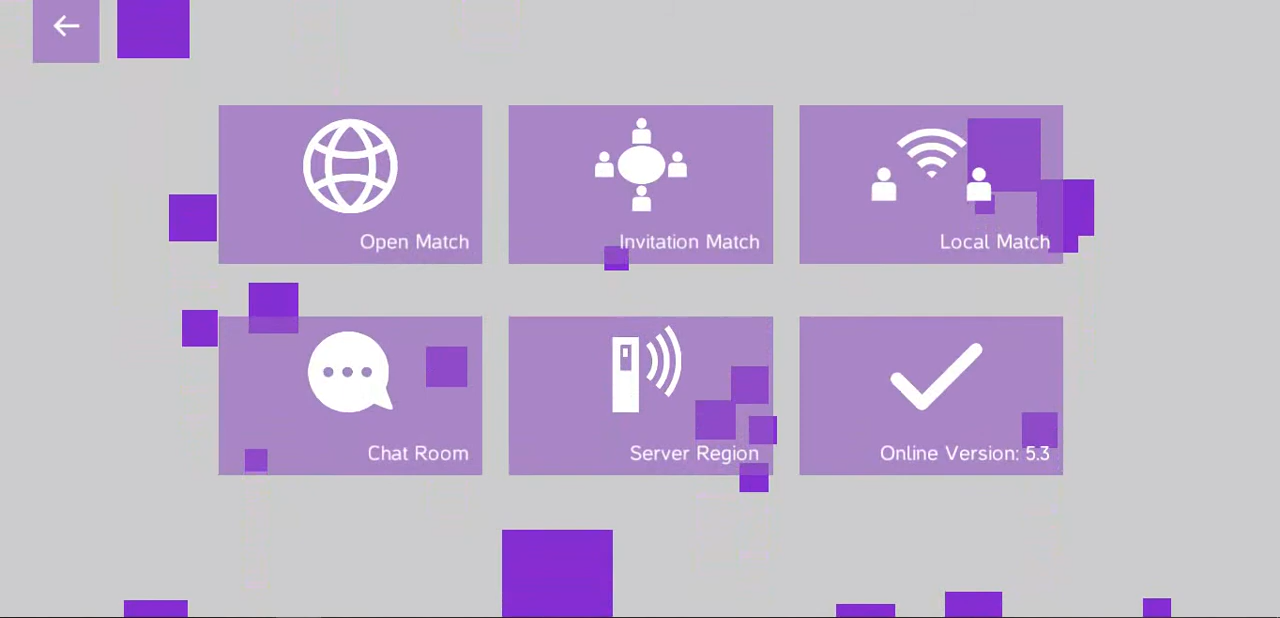 Open Match
Invitation Match
Local Match
Chat Room
Server Region
Online Version: 5.3